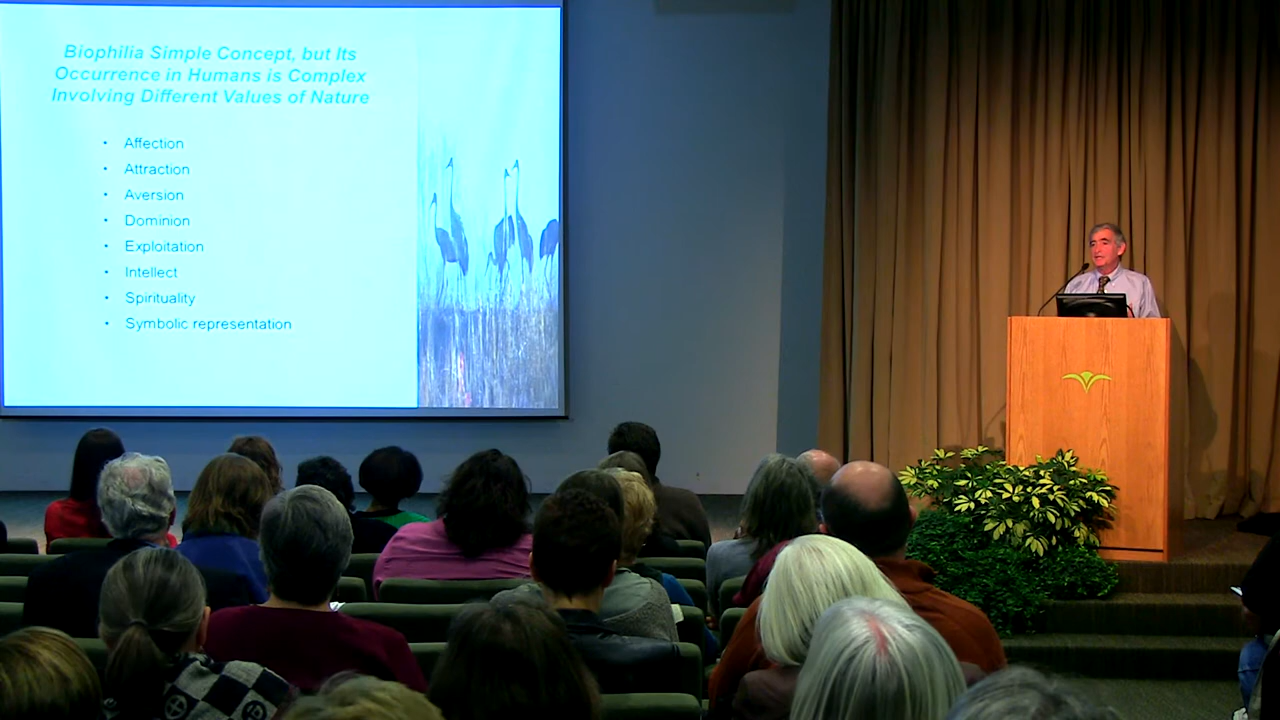 Biophilia Simple Concept, but Its
Occurrence in Humans is Complex
Involving Different Values of Nature
• Affection
• Attraction
• Aversion
• Dominion
• Exploitation
• Intellect
• Spirituality
• Symbolic representation